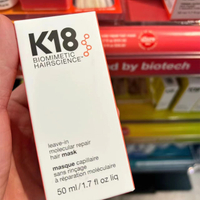 K18
BIOMIMETIC
HAIRSCIENCE
leave-in
molecular repair
hair mask
masque capillaire
sans rinçage
à réparation moléculaire
50 ml/1.7 fl oz liq
d by biotech